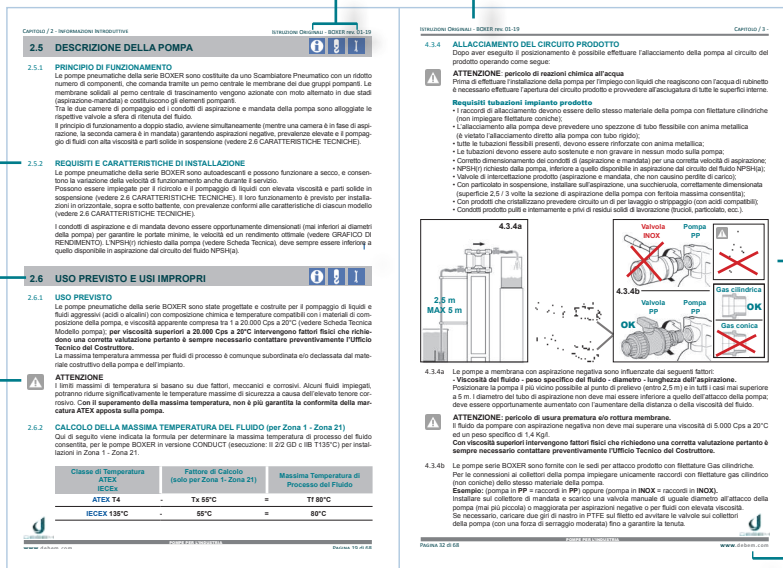 CAPITOLO / 2 - INFORMAZIONI INTRODUTTIVE
ISTRUZIONI ORIGINALI - BOXER REV. 01-19
2.5 DESCRIZIONE DELLA POMPA
2.5.1 PRINCIPIO DI FUNZIONAMENTO
Le pompe pneumatiche della serie BOXER sono costituite da uno Scambiatore Pneumatico con un ridotto
numero di componenti, che comanda tramite un perno centrale le membrane dei due gruppi pompanti. Le
membrane solidali al perno centrale di trascinamento vengono azionate con moto alternato in due stadi
(aspirazione-mandata) e costituiscono gli elementi pompanti.
Tra le due camere di pompaggio ed i condotti di aspirazione e mandata della pompa sono alloggiate le
rispettive valvole a sfera di ritenuta del fluido.
Il principio di funzionamento a doppio stadio, avviene simultaneamente (mentre una camera è in fase di aspi-
razione, la seconda camera è in mandata) garantendo aspirazioni negative, prevalenze elevate e il pompag-
gio di fluidi con alta viscosità e parti solide in sospensione (vedere 2.6 CARATTERISTICHE TECNICHE).
2.5.2 REQUISITI E CARATTERISTICHE DI INSTALLAZIONE
Le pompe pneumatiche della serie BOXER sono autoadescanti e possono funzionare a secco, e consen-
tono la variazione della velocità di funzionamento anche durante il servizio.
Possono essere impiegate per il ricircolo e il pompaggio di liquidi con elevata viscosità e parti solide in
sospensione (vedere 2.6 CARATTERISTICHE TECNICHE). Il loro funzionamento è previsto per installa-
zioni in orizzontale, sopra e sotto battente, con prevalenze conformi alle caratteristiche di ciascun modello
(vedere 2.6 CARATTERISTICHE TECNICHE).
I condotti di aspirazione e di mandata devono essere opportunamente dimensionati (mai inferiori ai diametri
della pompa) per garantire le portate minime, le velocità ed un rendimento ottimale (vedere GRAFICO DI
RENDIMENTO). L'NPSH(r) richiesto dalla pompa (vedere Scheda Tecnica), deve sempre essere inferiore a
quello disponibile in aspirazione dal circuito del fluido NPSH(a).
2.6 USO PREVISTO E USI IMPROPRI
2.6.1 USO PREVISTO
Le pompe pneumatiche della serie BOXER sono state progettate e costruite per il pompaggio di liquidi e
fluidi aggressivi (acidi o alcalini) con composizione chimica e temperature compatibili con i materiali di com-
posizione della pompa, e viscosità apparente compresa tra 1 a 20.000 Cps a 20°C (vedere Scheda Tecnica
Modello pompa); per viscosità superiori a 20.000 Cps a 20°C intervengono fattori fisici che richie-
dono una corretta valutazione pertanto è sempre necessario contattare preventivamente l'Ufficio
Tecnico del Costruttore.
La massima temperatura ammessa per fluidi di processo è comunque subordinata e/o declassata dal mate-
riale costruttivo della pompa e dell'impianto.
ATTENZIONE
I limiti massimi di temperatura si basano su due fattori, meccanici e corrosivi. Alcuni fluidi impiegati,
potranno ridurre significativamente le temperature massime di sicurezza a causa dell'elevato tenore cor-
rosivo. Con il superamento della massima temperatura, non è più garantita la conformità della mar-
catura ATEX apposta sulla pompa.
2.6.2 CALCOLO DELLA MASSIMA TEMPERATURA DEL FLUIDO (per Zona 1 - Zona 21)
Qui di seguito viene indicata la formula per determinare la massima temperatura di processo del fluido
consentita, per le pompe BOXER in versione CONDUCT (esecuzione: II 2/2 GD c IIB T135°C) per instal-
lazioni in Zona 1 - Zona 21.
Classe di Temperatura ATEX IECEx
Fattore di Calcolo (solo per Zona 1- Zona 21)
Massima Temperatura di Processo del Fluido
ATEX T4 - Tx 55°C = Tf 80°C
IECEX 135°C - 55°C = 80°C
POMPE PER L'INDUSTRIA
www.debem.com
PAGINA 19 DI 68
ISTRUZIONI ORIGINALI - BOXER REV. 01-19
CAPITOLO / 3 -
4.3.4 ALLACCIAMENTO DEL CIRCUITO PRODOTTO
Dopo aver eseguito il posizionamento è possibile effettuare l'allacciamento della pompa al circuito del
prodotto operando come segue:
ATTENZIONE: pericolo di reazioni chimica all'acqua
Prima di effettuare l'installazione della pompa per l'impiego con liquidi che reagiscono con l'acqua di rubinetto
è necessario effettuare l'apertura del circuito prodotto e provvedere all'asciugatura di tutte le superfici interne.
Requisiti tubazioni impianto prodotto
• I raccordi di allacciamento devono essere dello stesso materiale della pompa con filettature cilindriche
(non impiegare filettature coniche);
• L'allacciamento alla pompa deve prevedere uno spezzone di tubo flessibile con anima metallica
(è vietato l'allacciamento diretto alla pompa con tubo rigido);
• tutte le tubazioni flessibili presenti, devono essere rinforzate con anima metallica;
• Le tubazioni devono essere auto sostenute e non gravare in nessun modo sulla pompa;
• Corretto dimensionamento dei condotti di (aspirazione e mandata) per una corretta velocità di aspirazione;
• NPSH(r) richiesto dalla pompa, inferiore a quello disponibile in aspirazione dal circuito del fluido NPSH(a);
• Valvole di intercettazione prodotto (aspirazione e mandata, che non causino perdite di carico);
• Con particolato in sospensione, installare sull'aspirazione, una succhieruola, correttamente dimensionata
(superficie 2.5 / 3 volte la sezione di aspirazione della pompa con feritoia massima consentita);
• Con prodotti che cristallizzano prevedere circuito un di per lavaggio o strippaggio (con acidi compatibili);
• Condotti prodotto puliti e internamente e privi di residui solidi di lavorazione (trucioli, particolato, ecc.).
4.3.4a
2,5 m
MAX 5 m
Valvola INOX
Pompa PP
4.3.4b
Valvola PP
Pompa PP
OK
Gas cilindrica
OK
Gas conica
4.3.4a Le pompe a membrana con aspirazione negativa sono influenzate dai seguenti fattori:
- Viscosità del fluido - peso specifico del fluido - diametro - lunghezza dell'aspirazione.
Posizionare la pompa il più vicino possibile al punto di prelievo (entro 2,5 m) e in tutti i casi mai superiore
a 5 m. Il diametro del tubo di aspirazione non deve mai essere inferiore a quello dell'attacco della pompa;
deve essere opportunamente aumentato con l'aumentare della distanza o della viscosità del fluido.
ATTENZIONE: pericolo di usura prematura e/o rottura membrane.
Il fluido da pompare con aspirazione negativa non deve mai superare una viscosità di 5.000 Cps a 20°C
ed un peso specifico di 1,4 Kg/l.
Con viscosità superiori intervengono fattori fisici che richiedono una corretta valutazione pertanto è
sempre necessario contattare preventivamente l'Ufficio Tecnico del Costruttore.
4.3.4b Le pompe serie BOXER sono fornite con le sedi per attacco prodotto con filettature Gas cilindriche.
Per le connessioni ai collettori della pompa impiegare unicamente raccordi con filettature gas cilindrico
(non coniche) dello stesso materiale della pompa.
Esempio: (pompa in PP = raccordi in PP) oppure (pompa in INOX = raccordi in INOX).
Installare sul collettore di mandata e scarico una valvola manuale di uguale diametro all'attacco della
pompa (mai più piccola) o maggiorata per aspirazioni negative o per fluidi con elevata viscosità.
Se necessario, caricare due giri di nastro in PTFE sul filetto ed avvitare le valvole sui collettori
della pompa (con una forza di serraggio moderata) fino a garantire la tenuta.
POMPE PER L'INDUSTRIA
PAGINA 32 DI 68
www.debem.com